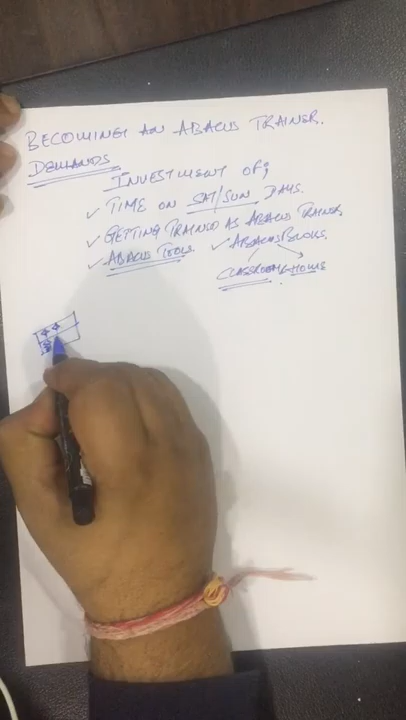 BECOMING AN ABACUS TRAINER.
DEMANDS
INVESTMENT OF;
✓ TIME ON SAT/SUN DAYS.
✓ GETTING TRAINED AS ABACUS TRAINER
✓ ABACUS TOOLS. ✓ ABACUS BOOKS.
CLASSROOM & HOME